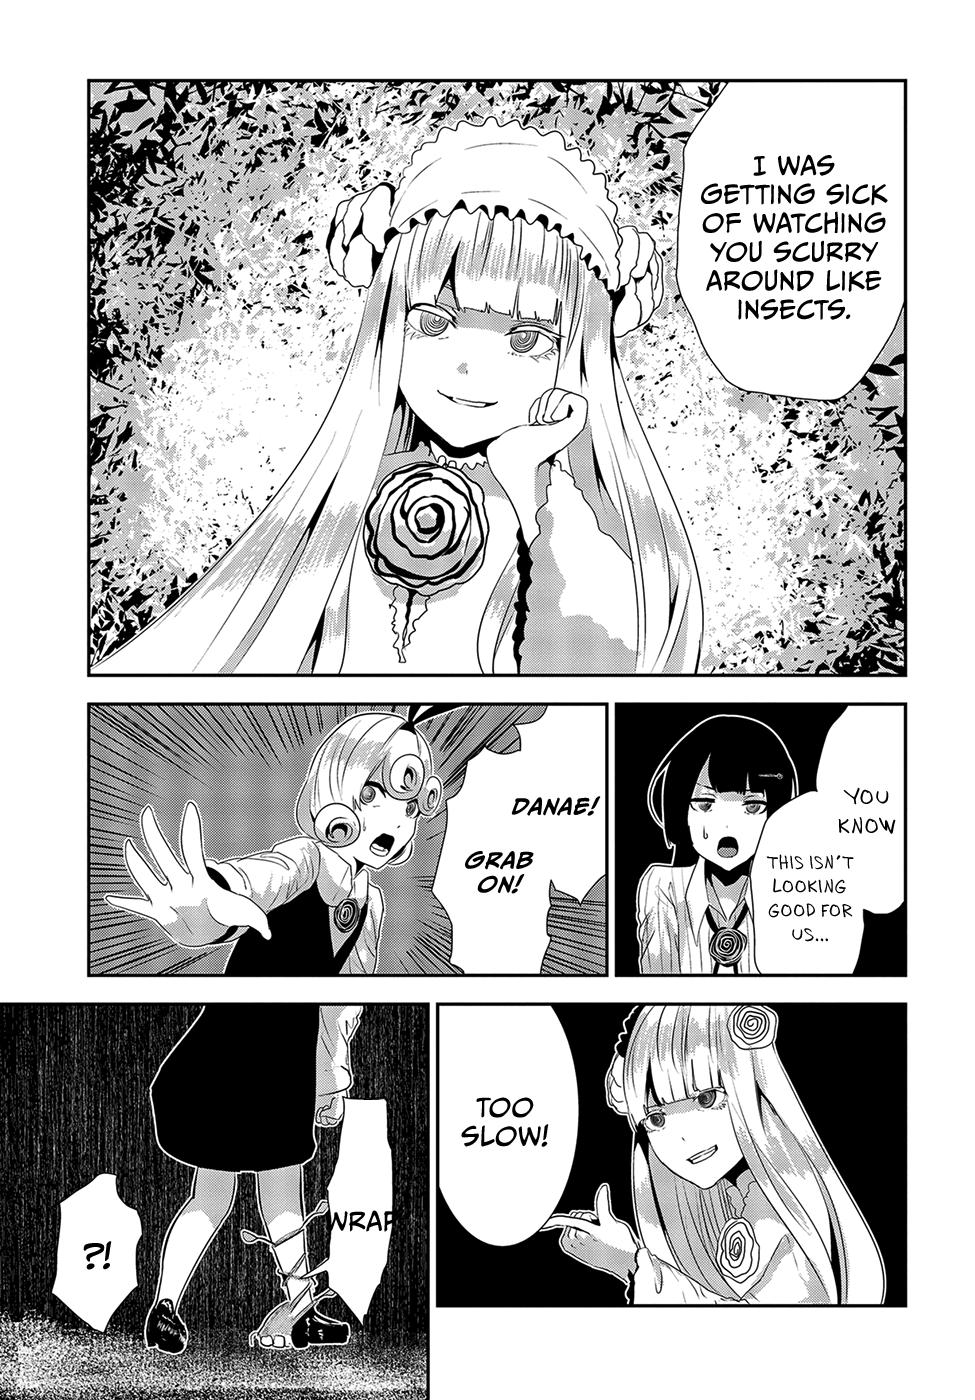 I WAS
GETTING SICK
OF WATCHING
YOU SCURRY
AROUND LIKE
INSECTS.
YOU
KNOW
THIS ISN'T
LOOKING
GOOD FOR
US...
DANAE!
GRAB
ON!
TOO
SLOW!
WRAP
?!